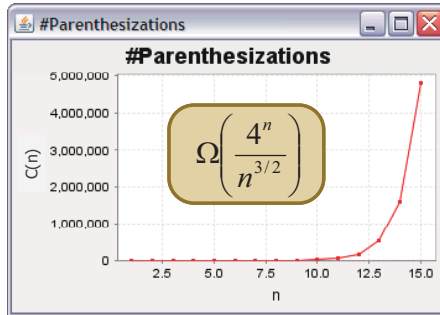 #Parenthesizations
#Parenthesizations
5,000,000
4,000,000
3,000,000
2,000,000
1,000,000
0
C(n)
Ω(4^n / n^{3/2})
2.5 5.0 7.5 10.0 12.5 15.0
n